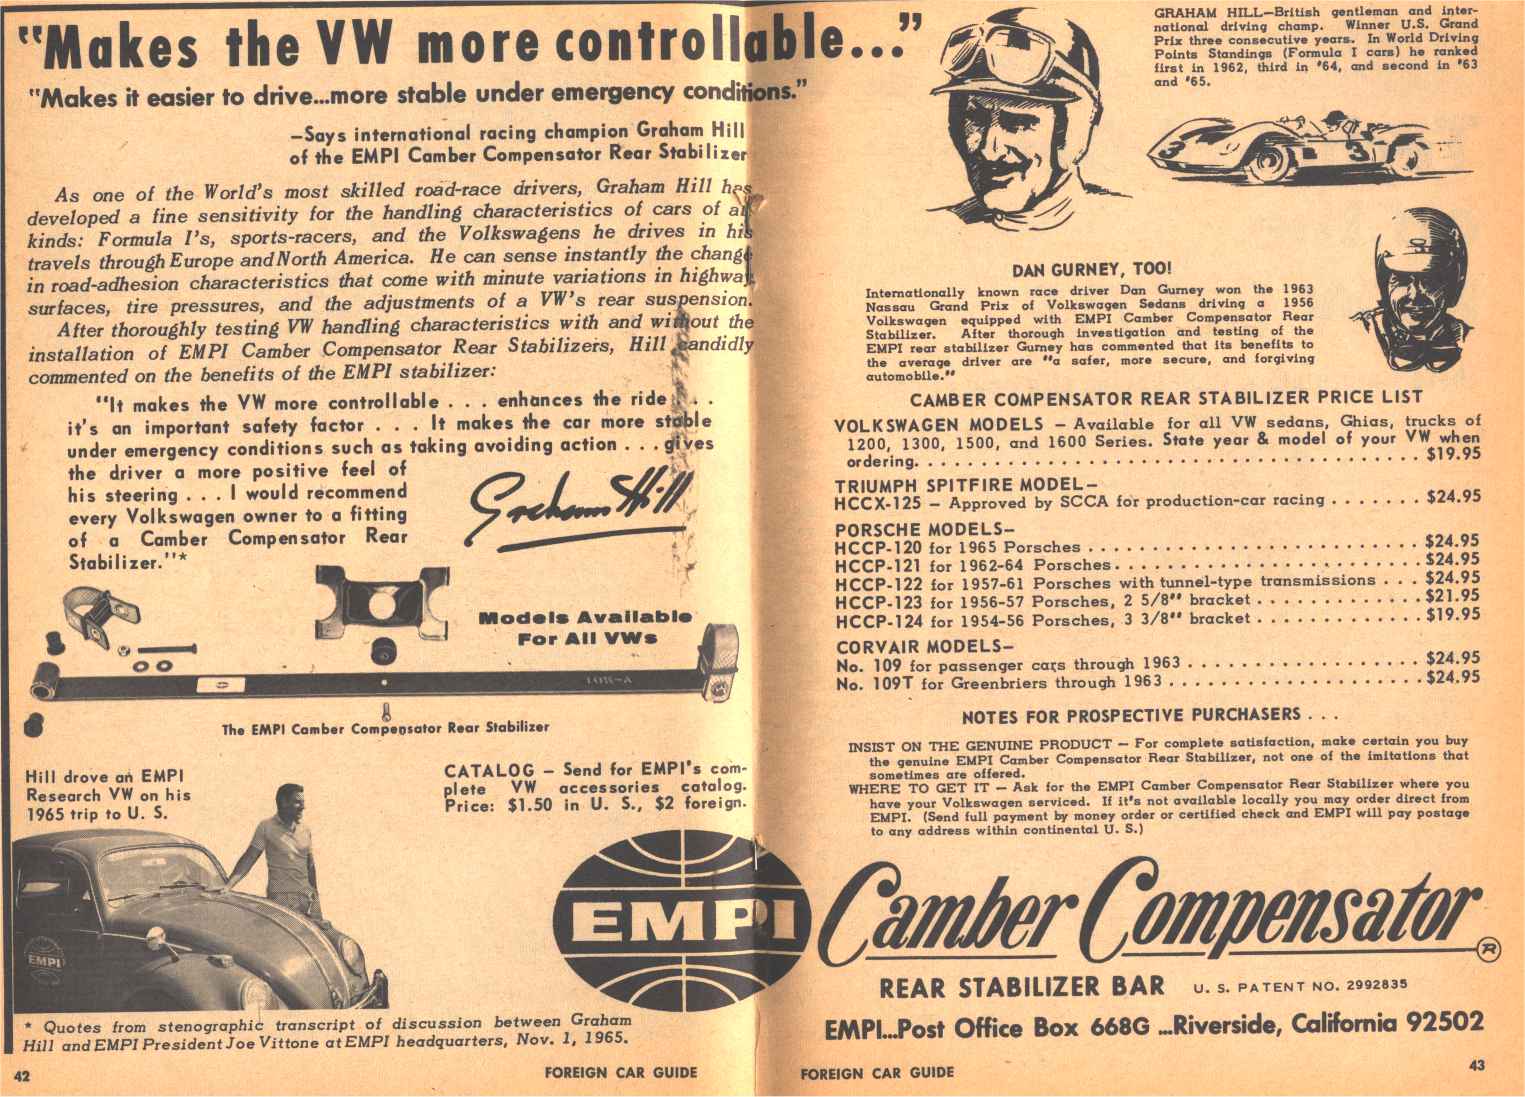 "Makes the VW more controllable..."
"Makes it easier to drive...more stable under emergency conditions."
—Says international racing champion Graham Hill
of the EMPI Camber Compensator Rear Stabilizer
As one of the World's most skilled road-race drivers, Graham Hill has
developed a fine sensitivity for the handling characteristics of cars of all
kinds: Formula I's, sports-racers, and the Volkswagens he drives in his
travels through Europe and North America. He can sense instantly the change
in road-adhesion characteristics that come with minute variations in highway
surfaces, tire pressures, and the adjustments of a VW's rear suspension.
After thoroughly testing VW handling characteristics with and without the
installation of EMPI Camber Compensator Rear Stabilizers, Hill candidly
commented on the benefits of the EMPI stabilizer:
"It makes the VW more controllable . . . enhances the ride . . .
it's an important safety factor . . . It makes the car more stable
under emergency conditions such as taking avoiding action . . . gives
the driver a more positive feel of
his steering . . . I would recommend
every Volkswagen owner to a fitting
of a Camber Compensator Rear
Stabilizer."*
Graham Hill
Models Available
For All VWs
The EMPI Camber Compensator Rear Stabilizer
Hill drove an EMPI
Research VW on his
1965 trip to U. S.
CATALOG — Send for EMPI's com-
plete VW accessories catalog.
Price: $1.50 in U. S., $2 foreign.
EMPI
EMPI
* Quotes from stenographic transcript of discussion between Graham
Hill and EMPI President Joe Vittone at EMPI headquarters, Nov. 1, 1965.
42
FOREIGN CAR GUIDE
GRAHAM HILL—British gentleman and inter-
national driving champ. Winner U.S. Grand
Prix three consecutive years. In World Driving
Points Standings (Formula I cars) he ranked
first in 1962, third in '64, and second in '63
and '65.
3
3
DAN GURNEY, TOO!
Internationally known race driver Dan Gurney won the 1963
Nassau Grand Prix of Volkswagen Sedans driving a 1956
Volkswagen equipped with EMPI Camber Compensator Rear
Stabilizer. After thorough investigation and testing of the
EMPI rear stabilizer Gurney has commented that its benefits to
the average driver are "a safer, more secure, and forgiving
automobile."
CAMBER COMPENSATOR REAR STABILIZER PRICE LIST
VOLKSWAGEN MODELS — Available for all VW sedans, Ghias, trucks of
1200, 1300, 1500, and 1600 Series. State year & model of your VW when
ordering. . . . . . . . . . . . . . . . . . . . . . . . . . . . . . . . . . . . . . . $19.95
TRIUMPH SPITFIRE MODEL—
HCCX-125 — Approved by SCCA for production-car racing . . . . . . . $24.95
PORSCHE MODELS—
HCCP-120 for 1965 Porsches . . . . . . . . . . . . . . . . . . . . . . . . . . $24.95
HCCP-121 for 1962-64 Porsches. . . . . . . . . . . . . . . . . . . . . . . . $24.95
HCCP-122 for 1957-61 Porsches with tunnel-type transmissions . . . $24.95
HCCP-123 for 1956-57 Porsches, 2 5/8" bracket . . . . . . . . . . . . . $21.95
HCCP-124 for 1954-56 Porsches, 3 3/8" bracket . . . . . . . . . . . . . $19.95
CORVAIR MODELS—
No. 109 for passenger cars through 1963 . . . . . . . . . . . . . . . . . . $24.95
No. 109T for Greenbriers through 1963 . . . . . . . . . . . . . . . . . . . . $24.95
NOTES FOR PROSPECTIVE PURCHASERS . . .
INSIST ON THE GENUINE PRODUCT — For complete satisfaction, make certain you buy
the genuine EMPI Camber Compensator Rear Stabilizer, not one of the imitations that
sometimes are offered.
WHERE TO GET IT — Ask for the EMPI Camber Compensator Rear Stabilizer where you
have your Volkswagen serviced. If it's not available locally you may order direct from
EMPI. (Send full payment by money order or certified check and EMPI will pay postage
to any address within continental U. S.)
Camber Compensator ®
REAR STABILIZER BAR U. S. PATENT NO. 2992835
EMPI...Post Office Box 668G ...Riverside, California 92502
FOREIGN CAR GUIDE
43